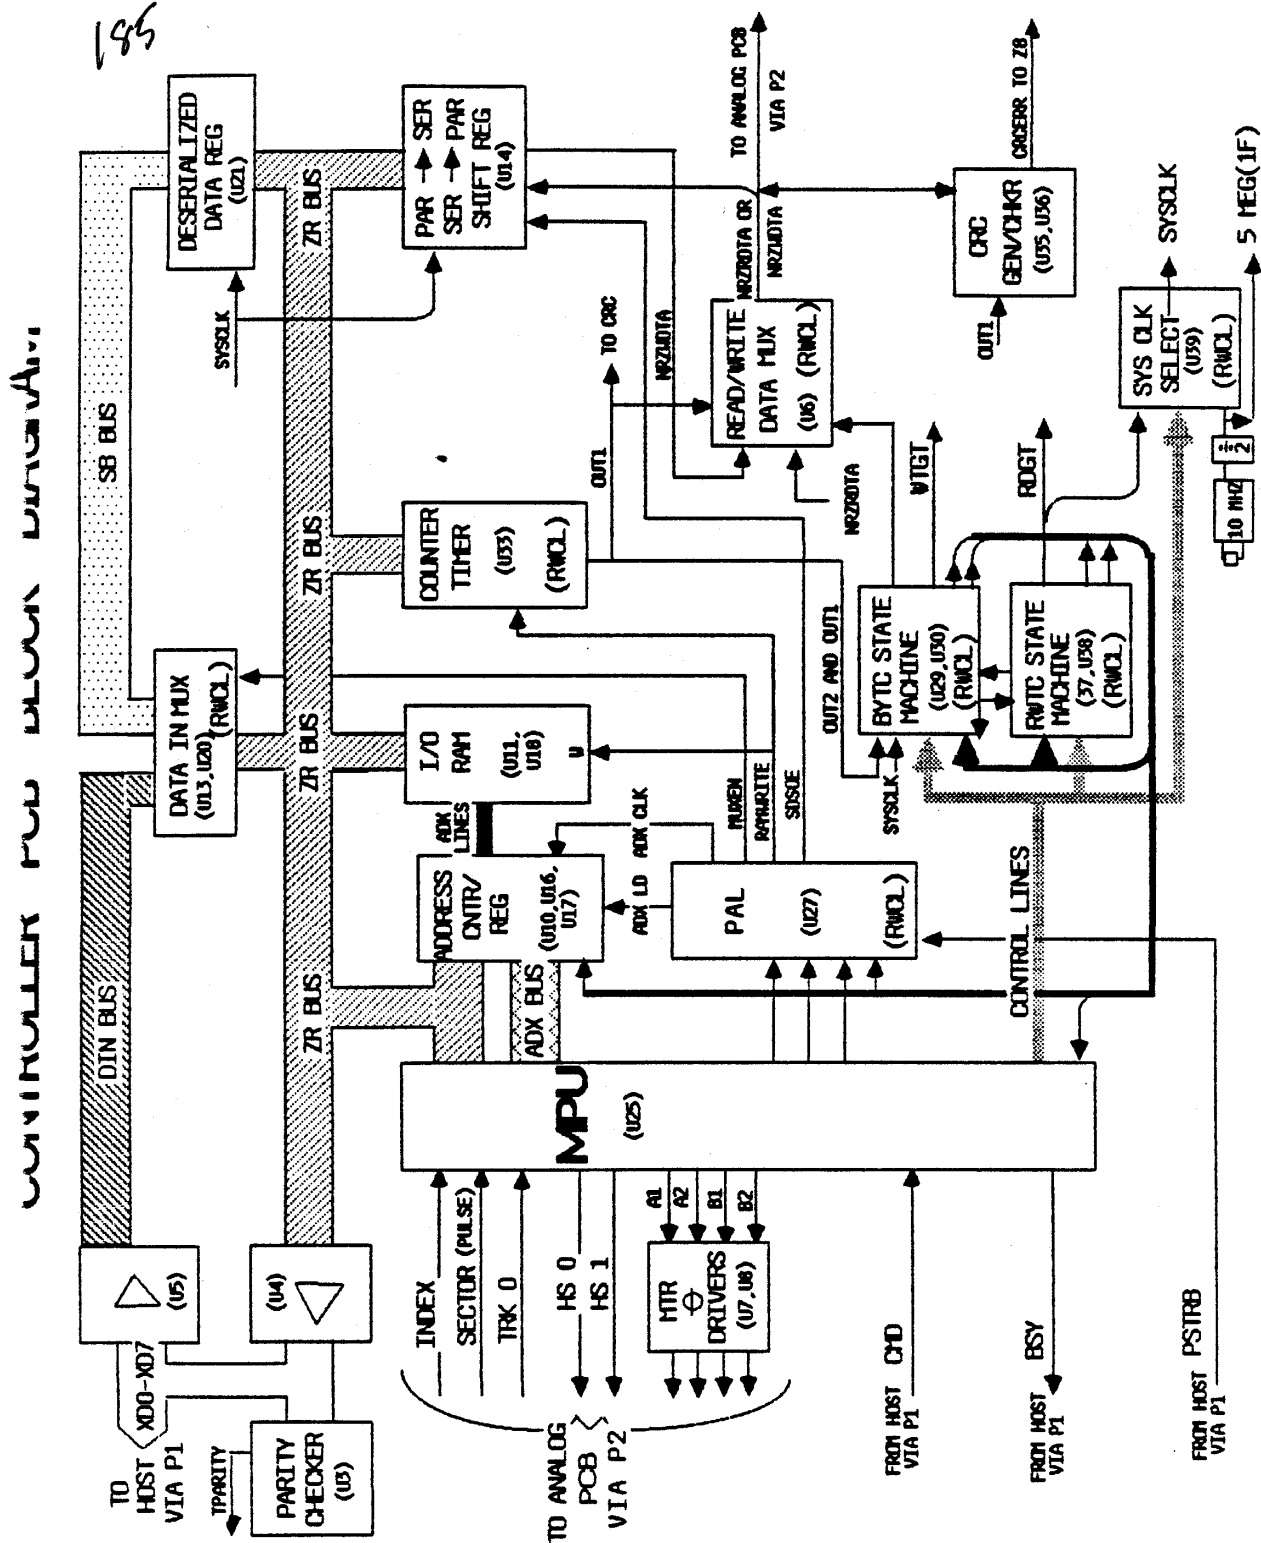 CONTROLLER PCB BLOCK DIAGRAM
TO
HOST
VIA P1
XD0-XD7
(U5)
DIN BUS
DATA IN MUX
(U13,U20)
(RWCL)
SB BUS
DESERIALIZED
DATA REG
(U21)
SYSCLK
TPARITY
PARITY
CHECKER
(U3)
(U4)
ZR BUS
ZR BUS
ZR BUS
ZR BUS
ZR BUS
INDEX
SECTOR (PULSE)
TRK 0
HS 0
HS 1
TO ANALOG
PCB
VIA P2
MTR
Φ
DRIVERS
(U7,U8)
A1
A2
B1
B2
MPU
(U25)
ADX BUS
ADDRESS
CNTR/
REG
(U10,U16,
U17)
ADX
LINES
I/O
RAM
(U11,
U18)
W
COUNTER
TIMER
(U33)
(RWCL)
PAR → SER
SER → PAR
SHIFT REG
(U14)
ADX LD
ADX CLK
PAL
(U27)
(RWCL)
MUXEN
RAMWRITE
SDSOE
OUT1
TO CRC
NRZWDTA
READ/WRITE
DATA MUX
(U6) (RWCL)
NRZRDTA
NRZRDTA OR
NRZWDTA
TO ANALOG PCB
VIA P2
OUT2 AND OUT1
SYSCLK
BYTC STATE
MACHINE
(U29,U30)
(RWCL)
WTGT
RWTC STATE
MACHINE
(37,U38)
(RWCL)
RDGT
OUT1
CRC
GEN/CHKR
(U35,U36)
CRCERR TO Z8
CONTROL LINES
SYS CLK
SELECT
(U39)
(RWCL)
SYSCLK
10 MHZ
÷
2
5 MEG(1F)
FROM HOST
VIA P1
CMD
FROM HOST
VIA P1
BSY
FROM HOST
VIA P1
PSTRB